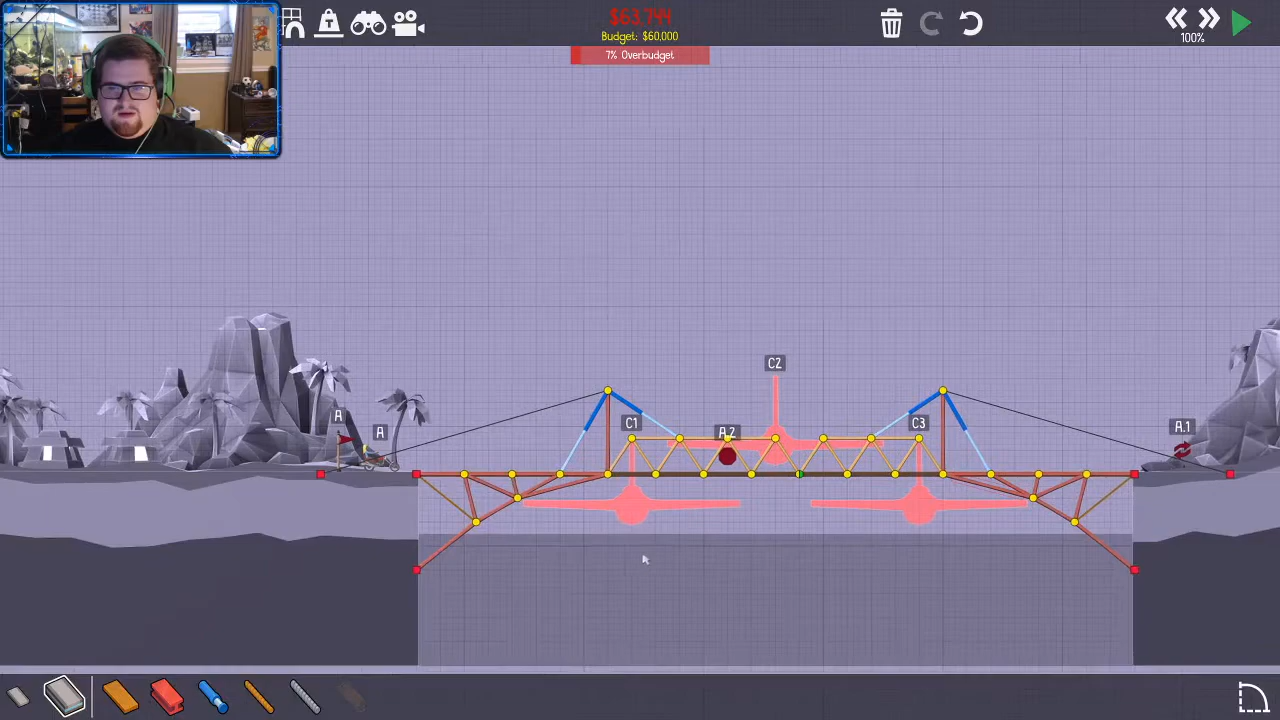 $63,744
Budget: $60,000
7% Overbudget
100%
C2
A
A
C1
A.2
C3
A.1
T